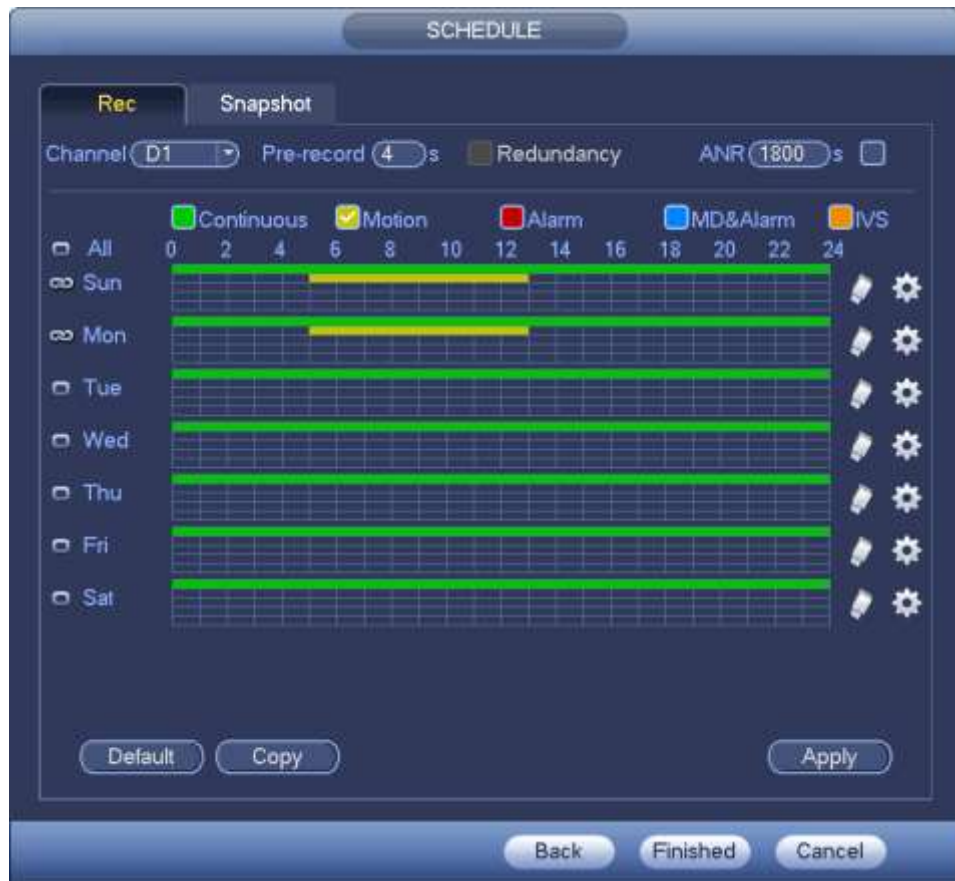 SCHEDULE
Rec Snapshot
Channel D1 Pre-record 4 s Redundancy ANR 1800 s
Continuous Motion Alarm MD&Alarm IVS
All 0 2 4 6 8 10 12 14 16 18 20 22 24
Sun
Mon
Tue
Wed
Thu
Fri
Sat
Default Copy Apply
Back Finished Cancel